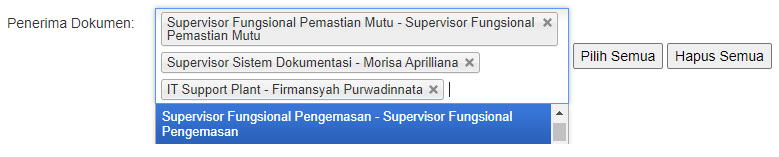 Penerima Dokumen:
Supervisor Fungsional Pemastian Mutu - Supervisor Fungsional
Pemastian Mutu
Supervisor Sistem Dokumentasi - Morisa Aprilliana
IT Support Plant - Firmansyah Purwadinnata
Pilih Semua
Hapus Semua
Supervisor Fungsional Pengemasan - Supervisor Fungsional
Pengemasan